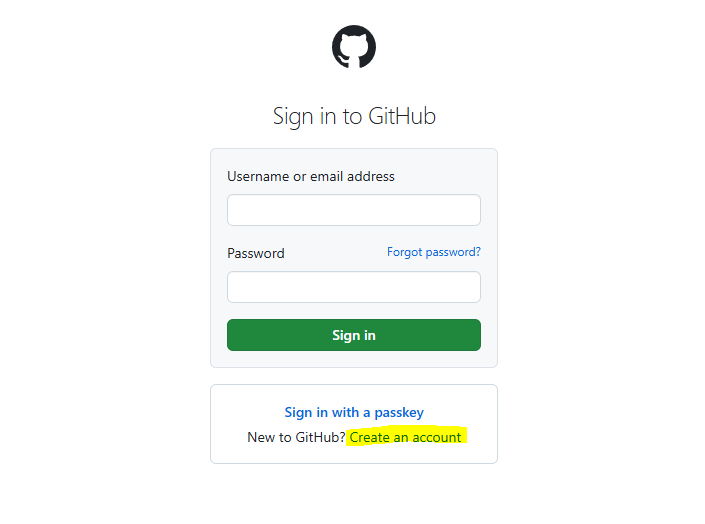 Sign in to GitHub
Username or email address
Password Forgot password?
Sign in
Sign in with a passkey
New to GitHub? Create an account